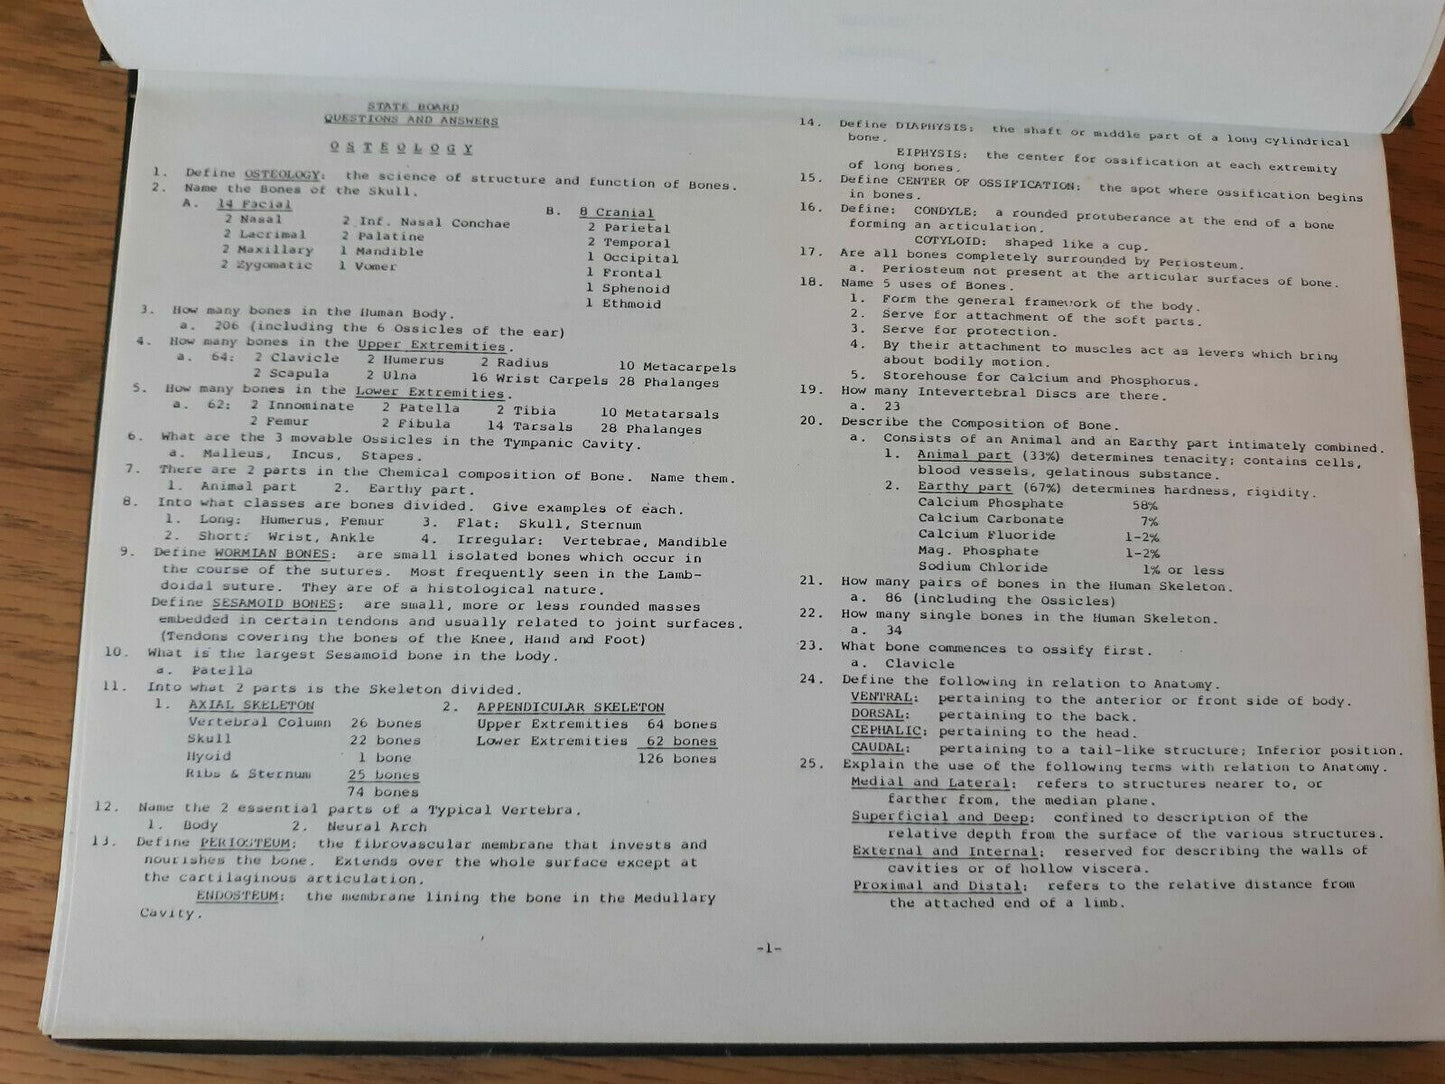 STATE BOARD
QUESTIONS AND ANSWERS
OSTEOLOGY
1. Define OSTEOLOGY: the science of structure and function of Bones.
2. Name the Bones of the Skull.
A. 14 Facial B. 8 Cranial
2 Nasal 2 Inf. Nasal Conchae 2 Parietal
2 Lacrimal 2 Palatine 2 Temporal
2 Maxillary 1 Mandible 1 Occipital
2 Zygomatic 1 Vomer 1 Frontal
1 Sphenoid
1 Ethmoid
3. How many bones in the Human Body.
a. 206 (including the 6 Ossicles of the ear)
4. How many bones in the Upper Extremities.
a. 64: 2 Clavicle 2 Humerus 2 Radius 10 Metacarpels
2 Scapula 2 Ulna 16 Wrist Carpels 28 Phalanges
5. How many bones in the Lower Extremities.
a. 62: 2 Innominate 2 Patella 2 Tibia 10 Metatarsals
2 Femur 2 Fibula 14 Tarsals 28 Phalanges
6. What are the 3 movable Ossicles in the Tympanic Cavity.
a. Malleus, Incus, Stapes.
7. There are 2 parts in the Chemical composition of Bone. Name them.
1. Animal part 2. Earthy part.
8. Into what classes are bones divided. Give examples of each.
1. Long: Humerus, Femur 3. Flat: Skull, Sternum
2. Short: Wrist, Ankle 4. Irregular: Vertebrae, Mandible
9. Define WORMIAN BONES: are small isolated bones which occur in
the course of the sutures. Most frequently seen in the Lamb-
doidal suture. They are of a histological nature.
Define SESAMOID BONES: are small, more or less rounded masses
embedded in certain tendons and usually related to joint surfaces.
(Tendons covering the bones of the Knee, Hand and Foot)
10. What is the largest Sesamoid bone in the body.
a. Patella
11. Into what 2 parts is the Skeleton divided.
1. AXIAL SKELETON 2. APPENDICULAR SKELETON
Vertebral Column 26 bones Upper Extremities 64 bones
Skull 22 bones Lower Extremities 62 bones
Hyoid 1 bone 126 bones
Ribs & Sternum 25 bones
74 bones
12. Name the 2 essential parts of a Typical Vertebra.
1. Body 2. Neural Arch
13. Define PERIOSTEUM: the fibrovascular membrane that invests and
nourishes the bone. Extends over the whole surface except at
the cartilaginous articulation.
ENDOSTEUM: the membrane lining the bone in the Medullary
Cavity.
14. Define DIAPHYSIS: the shaft or middle part of a long cylindrical
bone.
EIPHYSIS: the center for ossification at each extremity
of long bones.
15. Define CENTER OF OSSIFICATION: the spot where ossification begins
in bones.
16. Define: CONDYLE: a rounded protuberance at the end of a bone
forming an articulation.
COTYLOID: shaped like a cup.
17. Are all bones completely surrounded by Periosteum.
a. Periosteum not present at the articular surfaces of bone.
18. Name 5 uses of Bones.
1. Form the general framework of the body.
2. Serve for attachment of the soft parts.
3. Serve for protection.
4. By their attachment to muscles act as levers which bring
about bodily motion.
5. Storehouse for Calcium and Phosphorus.
19. How many Intevertebral Discs are there.
a. 23
20. Describe the Composition of Bone.
a. Consists of an Animal and an Earthy part intimately combined.
1. Animal part (33%) determines tenacity; contains cells,
blood vessels, gelatinous substance.
2. Earthy part (67%) determines hardness, rigidity.
Calcium Phosphate 58%
Calcium Carbonate 7%
Calcium Fluoride 1-2%
Mag. Phosphate 1-2%
Sodium Chloride 1% or less
21. How many pairs of bones in the Human Skeleton.
a. 86 (including the Ossicles)
22. How many single bones in the Human Skeleton.
a. 34
23. What bone commences to ossify first.
a. Clavicle
24. Define the following in relation to Anatomy.
VENTRAL: pertaining to the anterior or front side of body.
DORSAL: pertaining to the back.
CEPHALIC: pertaining to the head.
CAUDAL: pertaining to a tail-like structure; Inferior position.
25. Explain the use of the following terms with relation to Anatomy.
Medial and Lateral: refers to structures nearer to, or
farther from, the median plane.
Superficial and Deep: confined to description of the
relative depth from the surface of the various structures.
External and Internal: reserved for describing the walls of
cavities or of hollow viscera.
Proximal and Distal: refers to the relative distance from
the attached end of a limb.
-1-